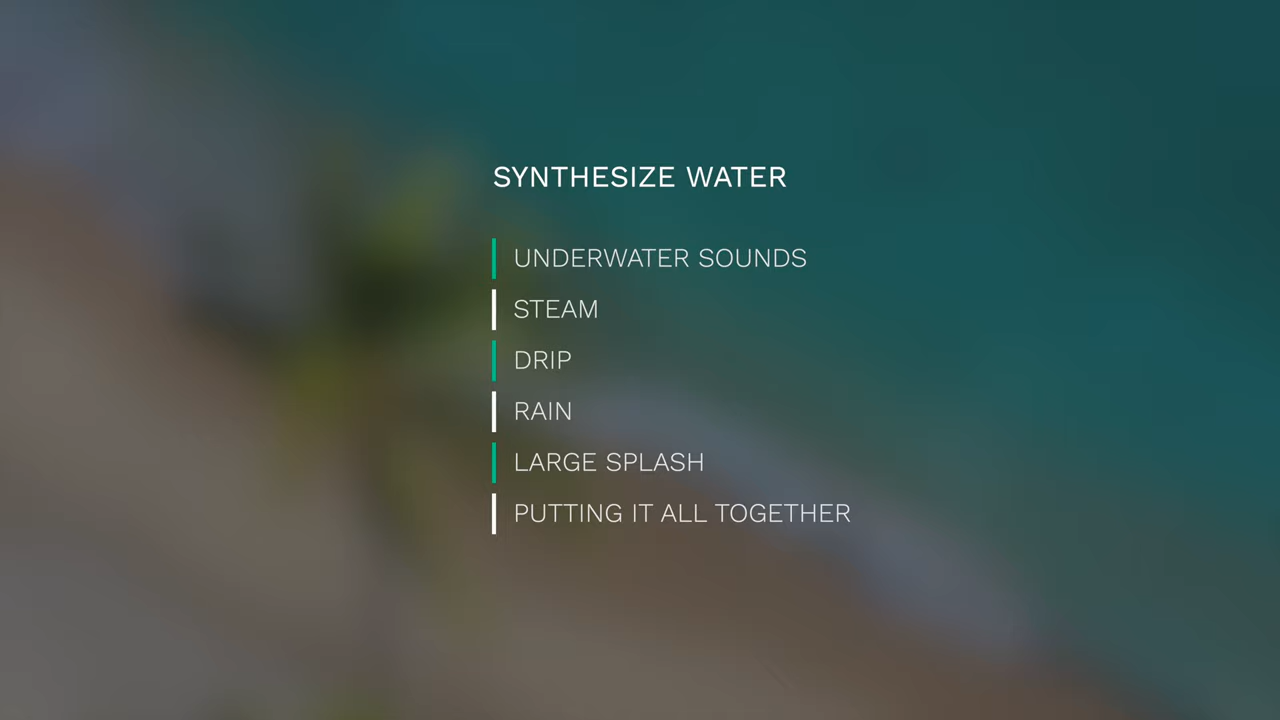 SYNTHESIZE WATER
UNDERWATER SOUNDS
STEAM
DRIP
RAIN
LARGE SPLASH
PUTTING IT ALL TOGETHER